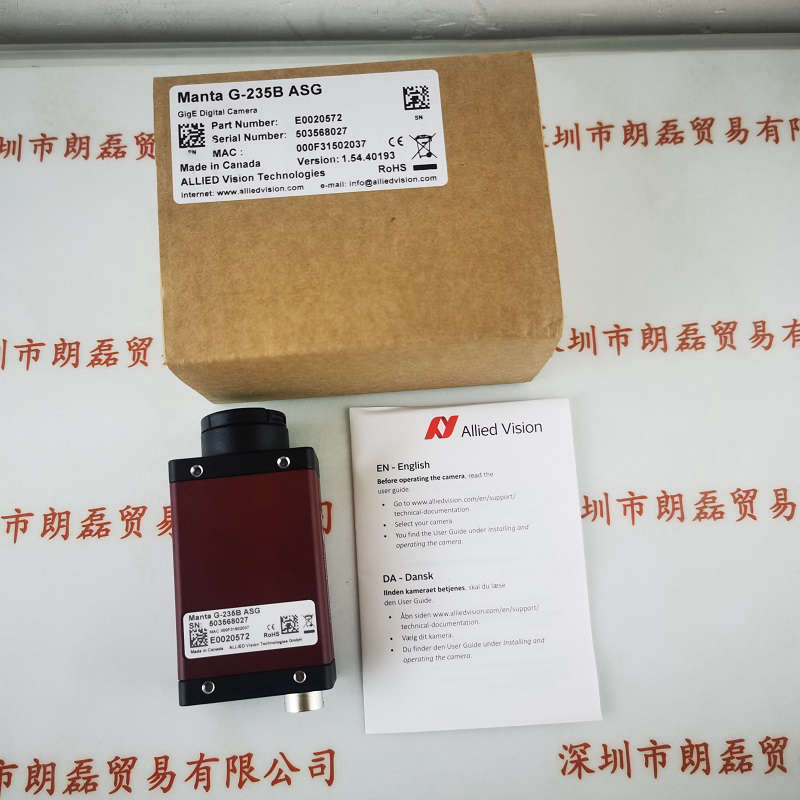 Manta G-235B ASG
GigE Digital Camera
Part Number: E0020572
Serial Number: 503568027
MAC : 000F31502037
PN
SN
CE
Made in Canada
Version: 1.54.40193
ALLIED Vision Technologies
RoHS
Internet: www.alliedvision.com e-mail: info@alliedvision.com
圳市朗磊贸易有限
深圳市朗磊贸易有限
圳市朗磊贸易
深圳市朗磊贸易有
市朗磊贸易
司
圳市朗磊贸易有
市朗磊贸易有限公司
深圳市朗磊贸易
Allied Vision
EN - English
Before operating the camera, read the
user guide.
• Go to www.alliedvision.com/en/support/
technical-documentation
• Select your camera
• You find the User Guide under Installing and
operating the camera.
DA - Dansk
IInden kameraet betjenes, skal du læse
den User Guide.
• Åbn siden www.alliedvision.com/en/support/
technical-documentation.
• Vælg dit kamera.
• Du finder den User Guide under Installing and
operating the camera.
Manta G-235B ASG
SN: 503568027
MAC: 000F31502037
CE
E0020572
RoHS
Made in Canada ALLIED Vision Technologies GmbH